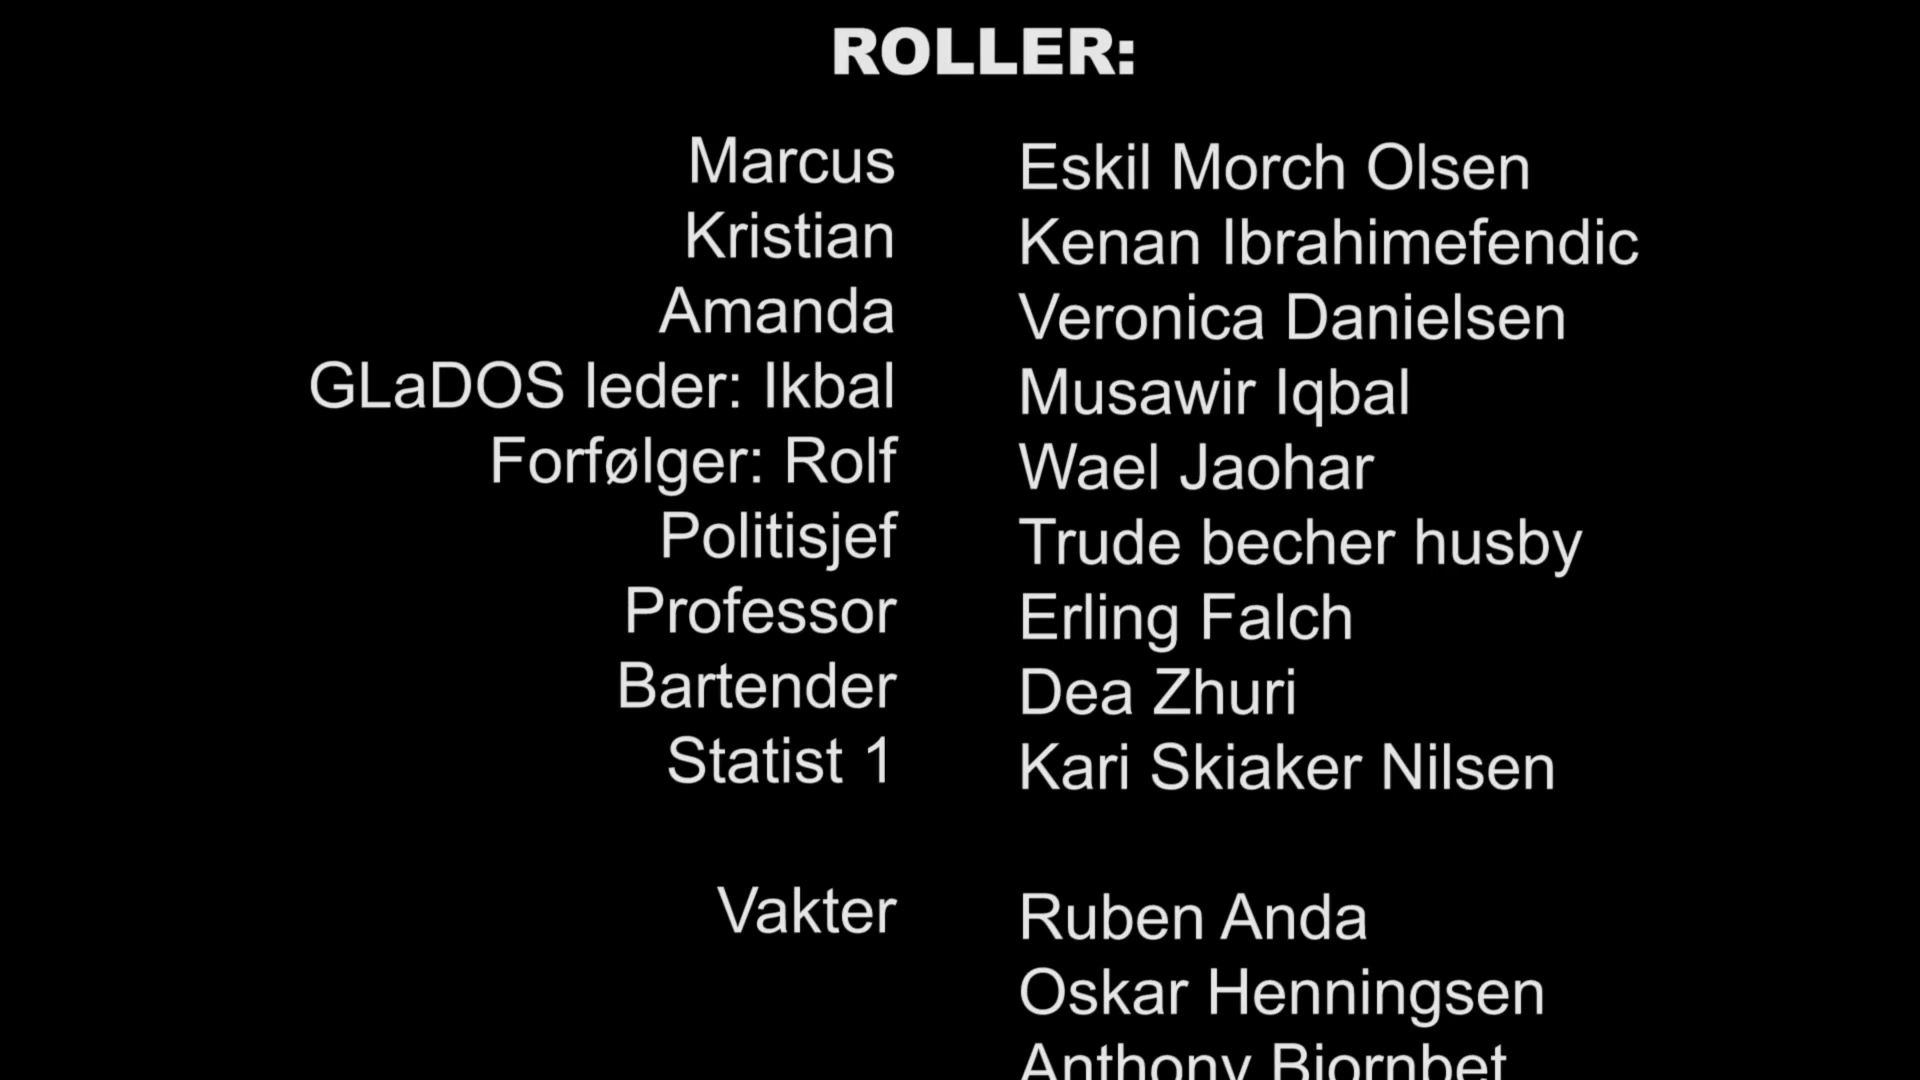 ROLLER:
Marcus Eskil Morch Olsen
Kristian Kenan Ibrahimefendic
Amanda Veronica Danielsen
GLaDOS leder: Ikbal Musawir Iqbal
Forfølger: Rolf Wael Jaohar
Politisjef Trude becher husby
Professor Erling Falch
Bartender Dea Zhuri
Statist 1 Kari Skiaker Nilsen
Vakter Ruben Anda
Oskar Henningsen
Anthony Bjornbet